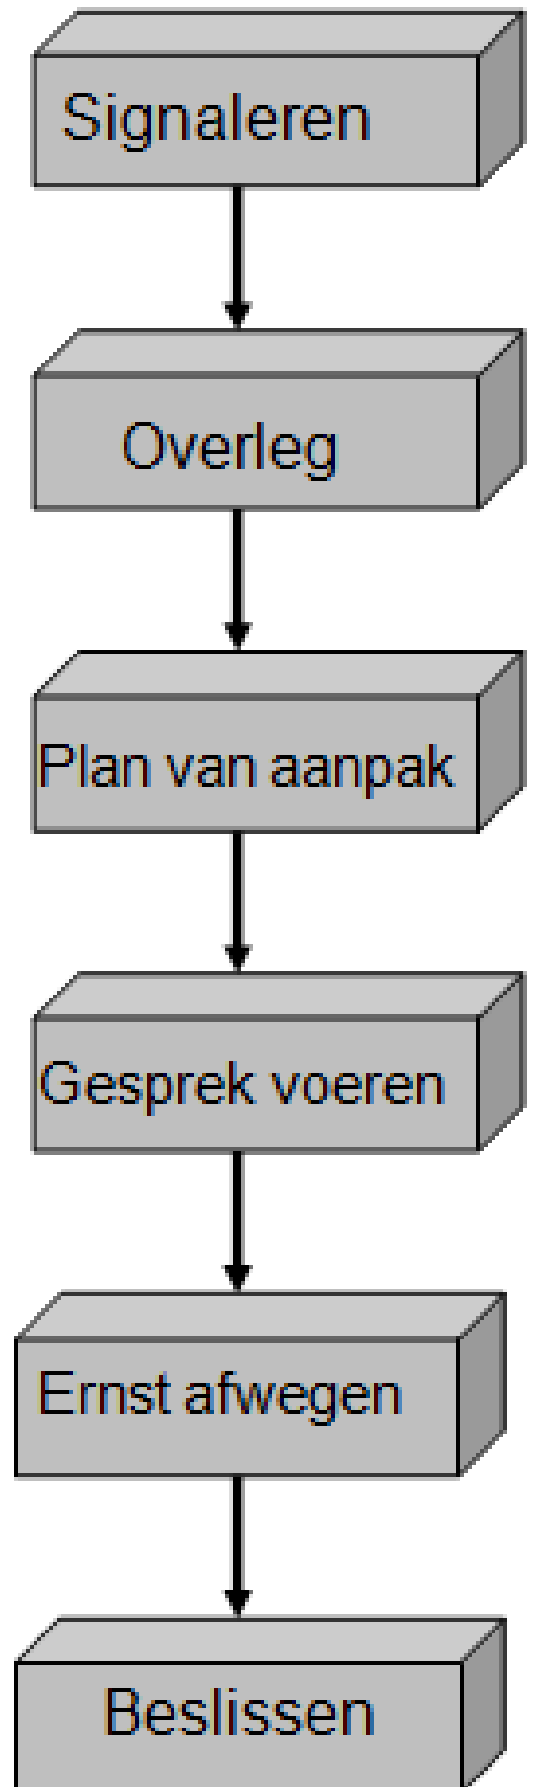 Signaleren
Overleg
Plan van aanpak
Gesprek voeren
Ernst afwegen
Beslissen